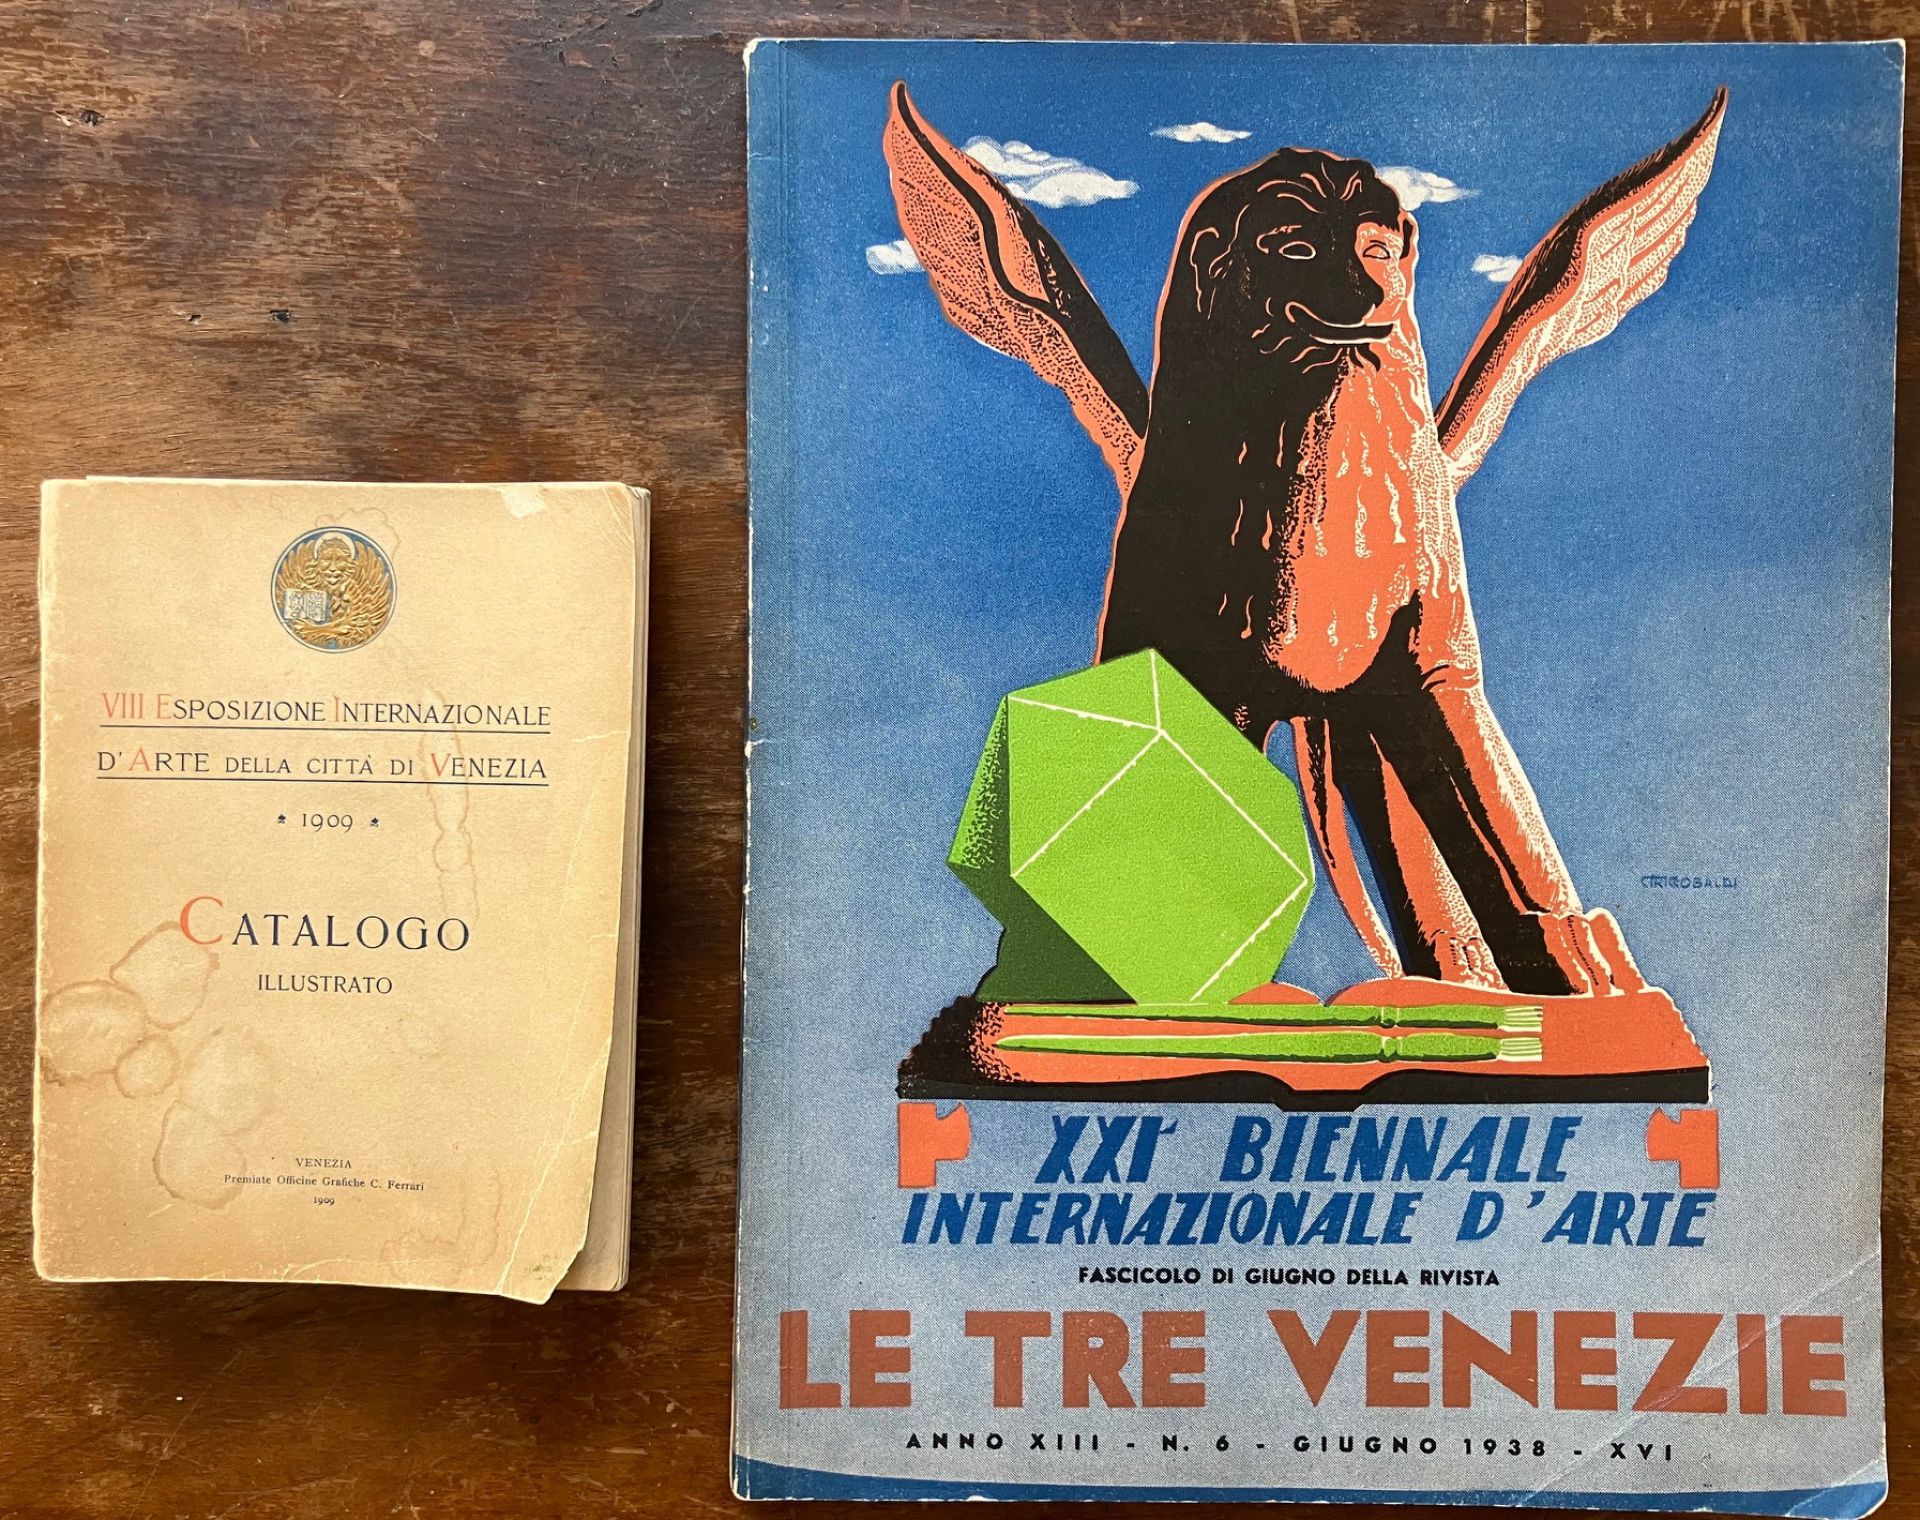 VIII ESPOSIZIONE INTERNAZIONALE
D'ARTE DELLA CITTÀ DI VENEZIA
1909
CATALOGO
ILLUSTRATO
VENEZIA
Premiate Officine Grafiche C. Ferrari
1909
XXIᵃ BIENNALE
INTERNAZIONALE D'ARTE
FASCICOLO DI GIUGNO DELLA RIVISTA
LE TRE VENEZIE
ANNO XIII - N. 6 - GIUGNO 1938 - XVI